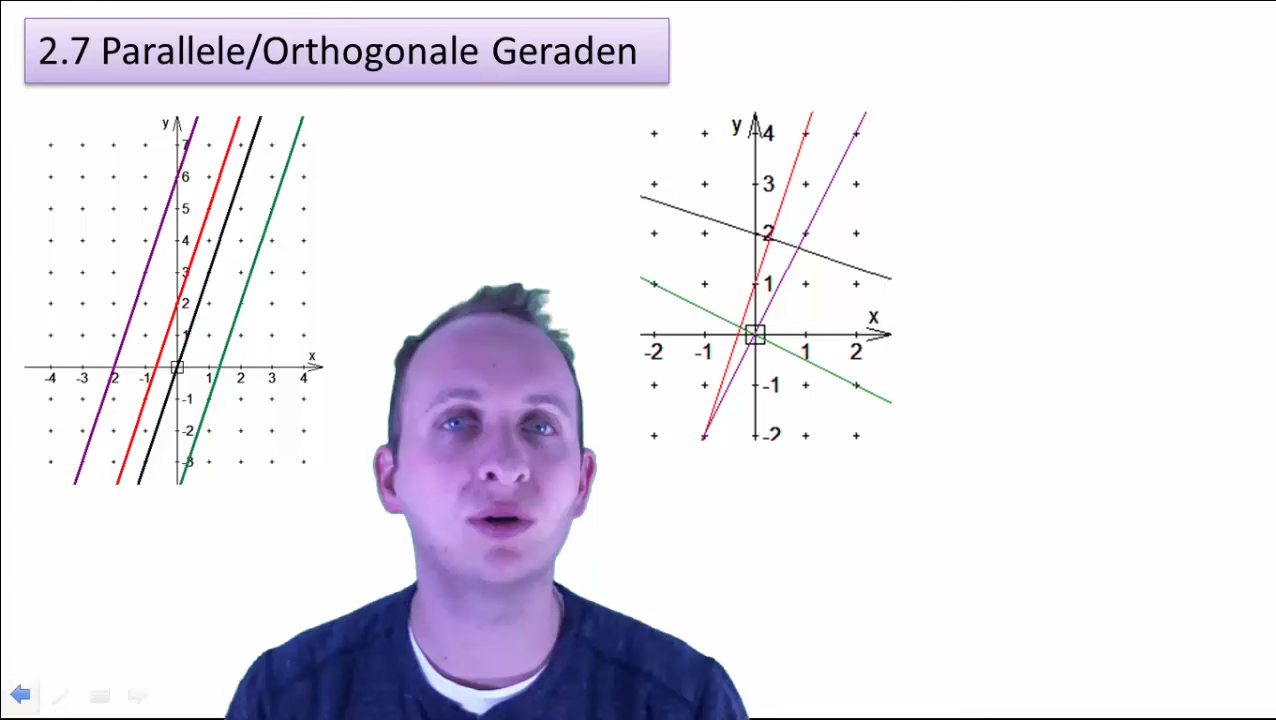 2.7 Parallele/Orthogonale Geraden
y
7
6
5
4
3
2
1
x
-4 -3 -2 -1 1 2 3 4
-1
-2
-3
y
4
3
2
1
x
-2 -1 1 2
-1
-2